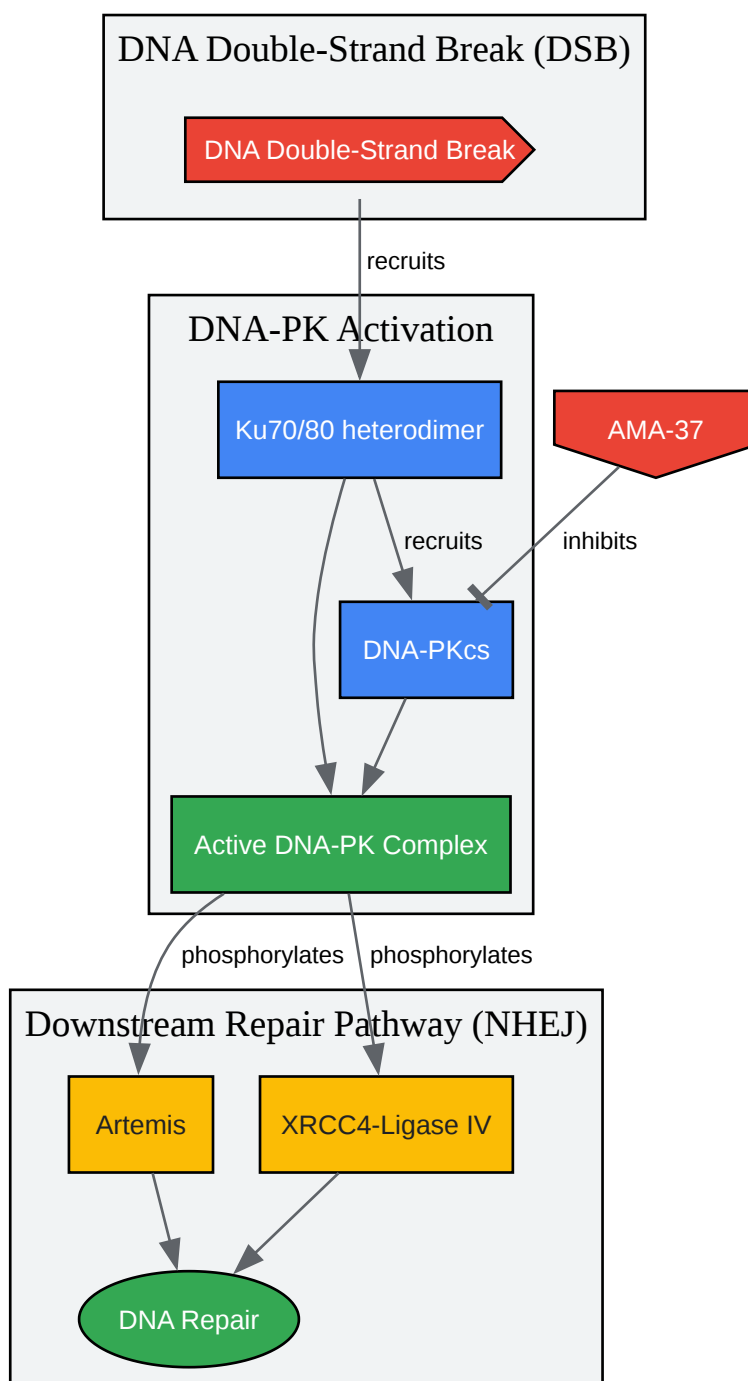 DNA Double-Strand Break (DSB)
DNA Double-Strand Break
recruits
DNA-PK Activation
Ku70/80 heterodimer
AMA-37
recruits
inhibits
DNA-PKcs
Active DNA-PK Complex
phosphorylates
phosphorylates
Downstream Repair Pathway (NHEJ)
Artemis
XRCC4-Ligase IV
DNA Repair